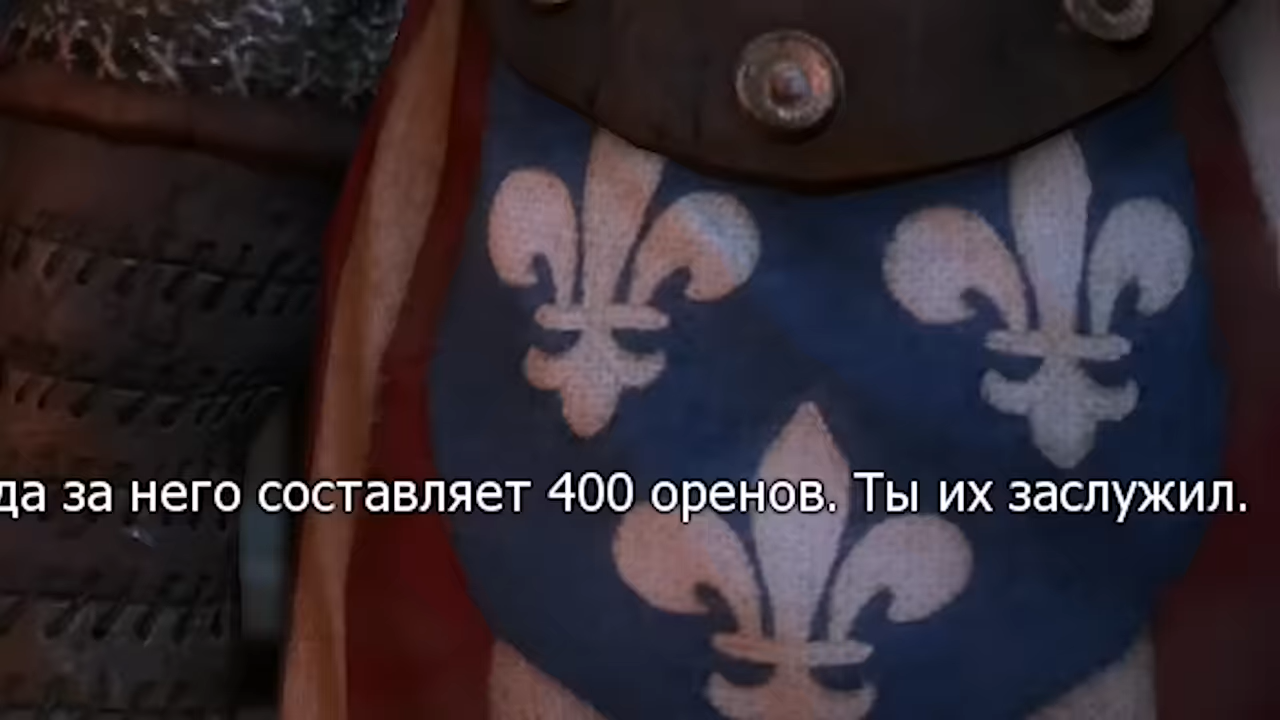 да за него составляет 400 оренов. Ты их заслужил.